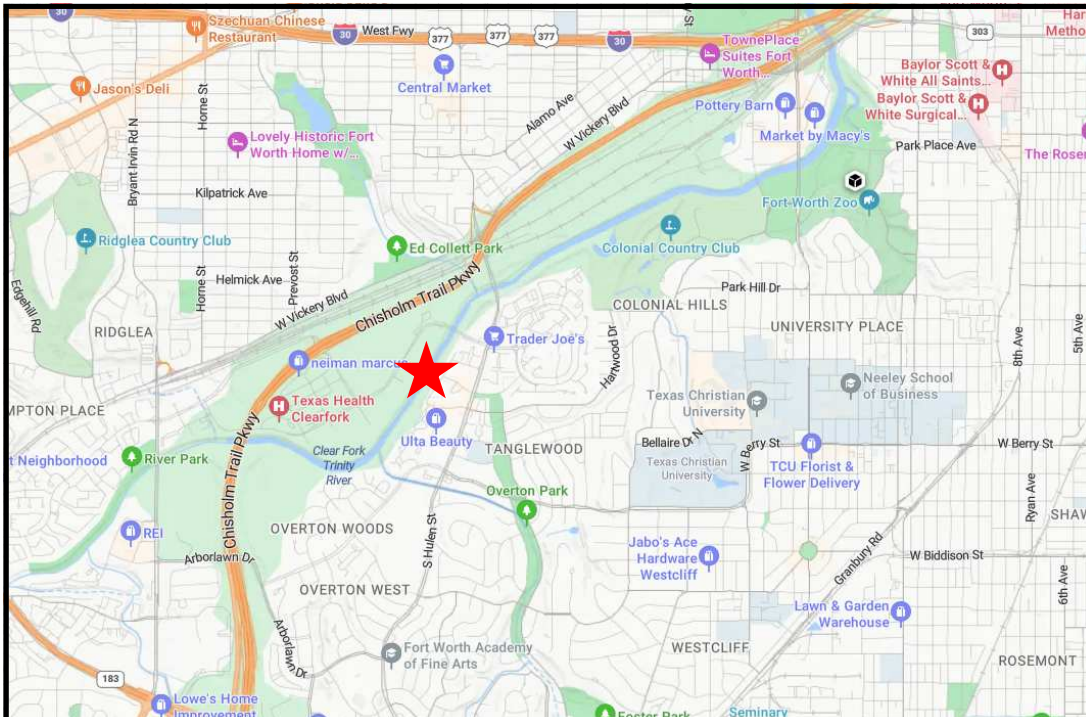 30
Szechuan Chinese
Restaurant
West Fwy
30
377
377
377
30
303
Jason's Deli
Central Market
TownePlace
Suites Fort
Worth...
Baylor Scott &
White All Saints...
Baylor Scott &
White Surgical...
Horne St
Bryant Irvin Rd N
Alamo Ave
W Vickery Blvd
Pottery Barn
Market by Macy's
Park Place Ave
The Rosen
Lovely Historic Fort
Worth Home w/...
Kilpatrick Ave
Fort Worth Zoo
Ridglea Country Club
Ed Collett Park
Colonial Country Club
Edgehill Rd
Horne St
Helmick Ave
Prevost St
W Vickery Blvd
Chisholm Trail Pkwy
Park Hill Dr
COLONIAL HILLS
UNIVERSITY PLACE
8th Ave
5th Ave
RIDGLEA
Trader Joe's
Hartwood Dr
neiman marcus
Texas Health
Clearfork
Texas Christian
University
Neeley School
of Business
MPTON PLACE
Chisholm Trail Pkwy
Ulta Beauty
Bellaire Dr N
W Berry St
W Berry St
t Neighborhood
River Park
Clear Fork
Trinity
River
TANGLEWOOD
Texas Christian
University
TCU Florist &
Flower Delivery
Overton Park
Ryan Ave
SHAW
REI
OVERTON WOODS
S Hulen St
Arborlawn Dr
Jabo's Ace
Hardware
Westcliff
Granbury Rd
W Biddison St
OVERTON WEST
6th Ave
Lawn & Garden
Warehouse
Arborlawn Dr
Fort Worth Academy
of Fine Arts
WESTCLIFF
ROSEMONT
183
Lowe's Home
Improvement
Foster Park
Seminary